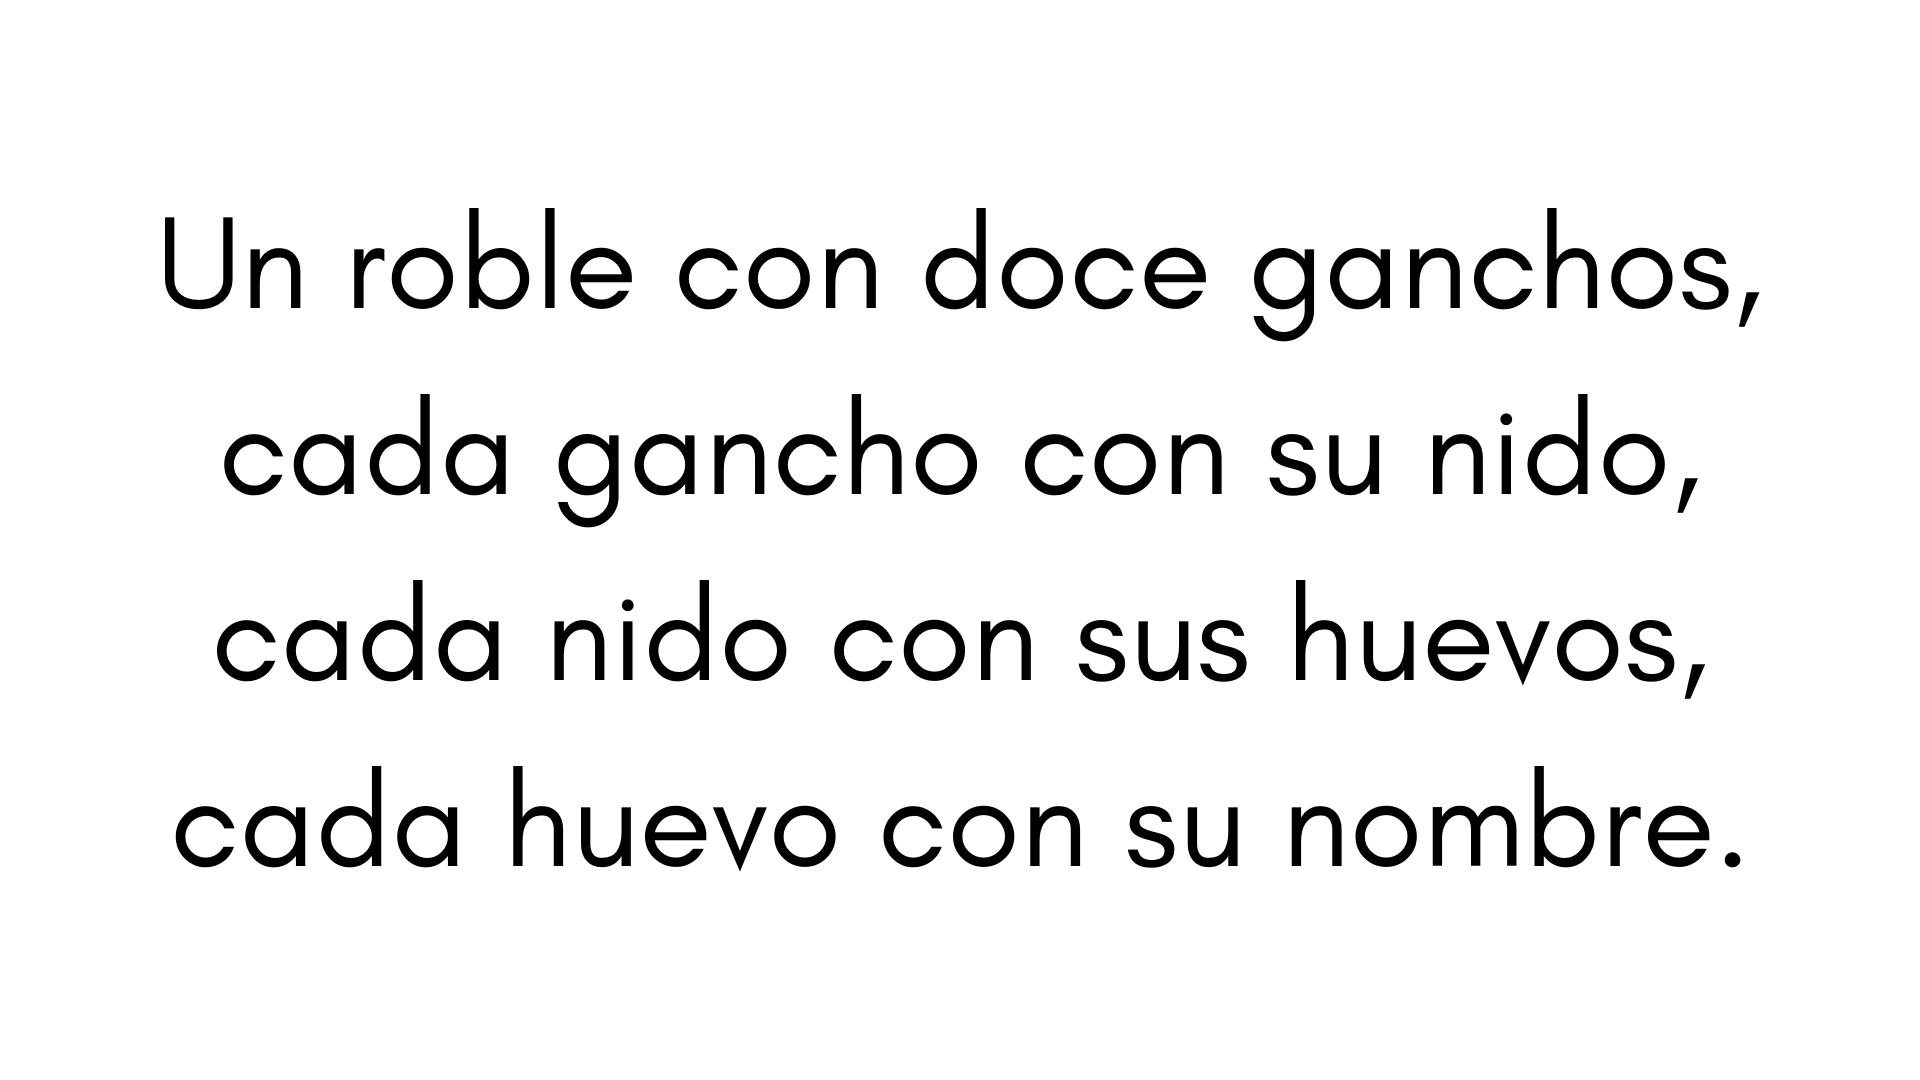 Un roble con doce ganchos,
cada gancho con su nido,
cada nido con sus huevos,
cada huevo con su nombre.